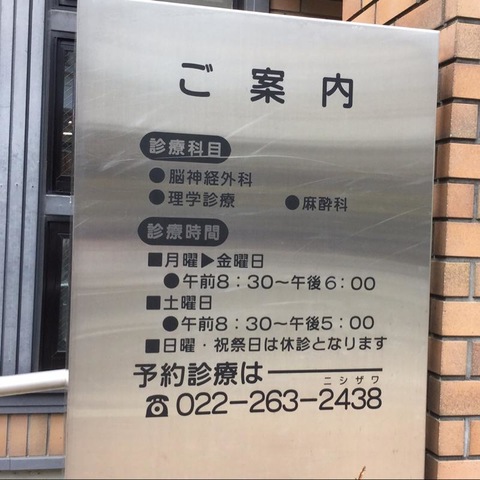 ご案内
診療科目
●脳神経外科
●理学診療 ●麻酔科
診療時間
■月曜▶金曜日
●午前8:30〜午後6:00
■土曜日
●午前8:30〜午後5:00
■日曜・祝祭日は休診となります
予約診療は
ニシザワ
☎022-263-2438